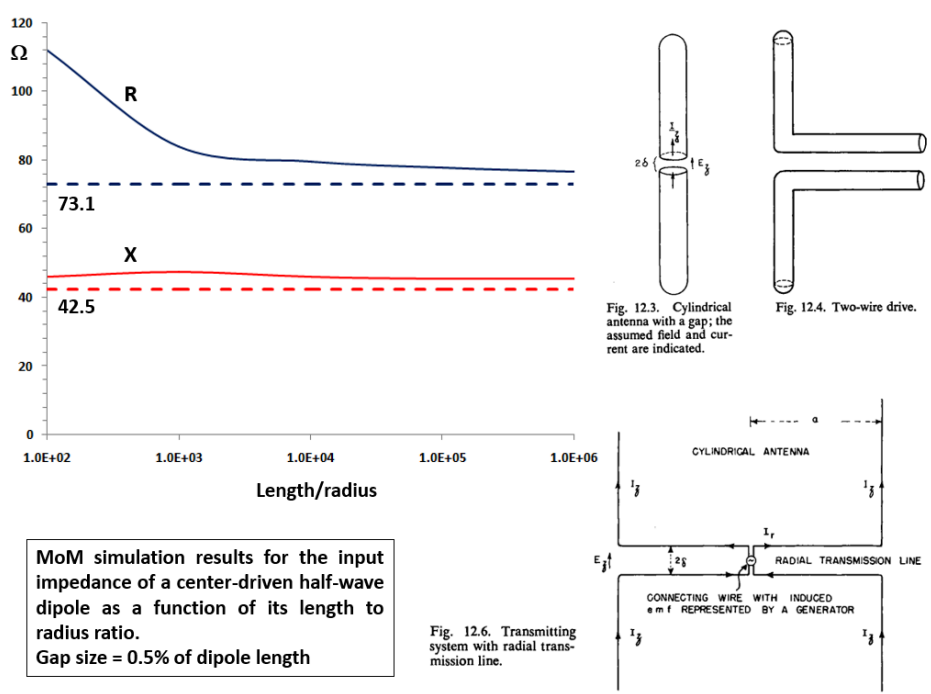 120
Ω
100
80
60
40
20
0
R
73.1
X
42.5
1.0E+02
1.0E+03
1.0E+04
1.0E+05
1.0E+06
Length/radius
MoM simulation results for the input
impedance of a center-driven half-wave
dipole as a function of its length to
radius ratio.
Gap size = 0.5% of dipole length
I z
2δ
E z
Fig. 12.3. Cylindrical
antenna with a gap; the
assumed field and cur-
rent are indicated.
Fig. 12.4. Two-wire drive.
a
CYLINDRICAL ANTENNA
I z
I z
I r
E z
2δ
RADIAL TRANSMISSION LINE
CONNECTING WIRE WITH INDUCED
emf REPRESENTED BY A GENERATOR
I z
I z
Fig. 12.6. Transmitting
system with radial trans-
mission line.